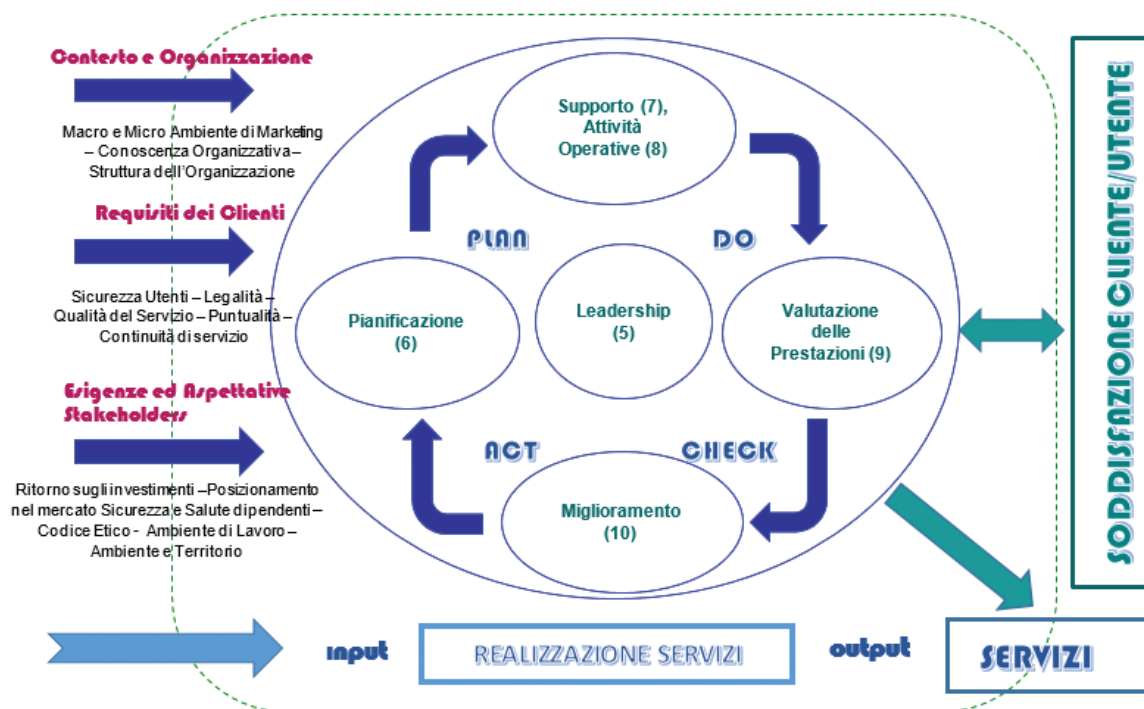 Contesto e Organizzazione
Macro e Micro Ambiente di Marketing
– Conoscenza Organizzativa –
Struttura dell'Organizzazione
Requisiti dei Clienti
Sicurezza Utenti – Legalità –
Qualità del Servizio – Puntualità –
Continuità di servizio
Esigenze ed Aspettative
Stakeholders
Ritorno sugli investimenti –Posizionamento
nel mercato Sicurezza e Salute dipendenti –
Codice Etico - Ambiente di Lavoro –
Ambiente e Territorio
Supporto (7),
Attività
Operative (8)
PLAN
DO
Pianificazione
(6)
Leadership
(5)
Valutazione
delle
Prestazioni (9)
ACT
CHECK
Miglioramento
(10)
SODDISFAZIONE CLIENTE/UTENTE
input
REALIZZAZIONE SERVIZI
output
SERVIZI